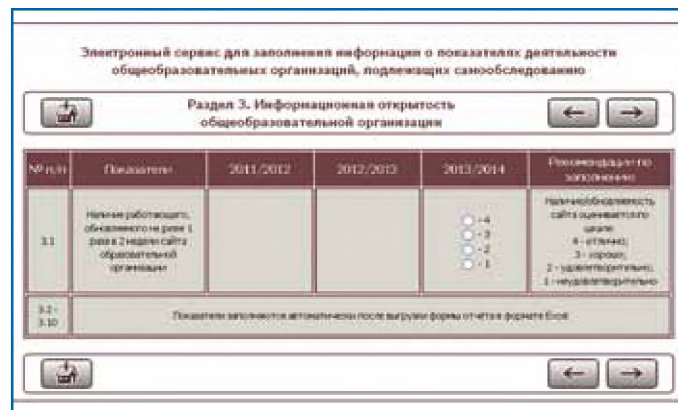 Электронный сервис для заполнения информации о показателях деятельности
общеобразовательных организаций, подлежащих самообследованию
Раздел 3. Информационная открытость
общеобразовательной организации
№ п/п Показатели 2011/2012 2012/2013 2013/2014 Рекомендации по
заполнению
3.1
Наличие работающего,
обновляемого не реже 1
раза в 2 недели сайта
образовательной
организации
- 4
- 3
- 2
- 1
Наличие/обновляемость
сайта оценивается по
шкале:
4 - отлично;
3 - хорошо;
2 - удовлетворительно;
1 - неудовлетворительно
3.2 -
3.10
Показатели заполняются автоматически после выгрузки формы отчёта в формате Excel